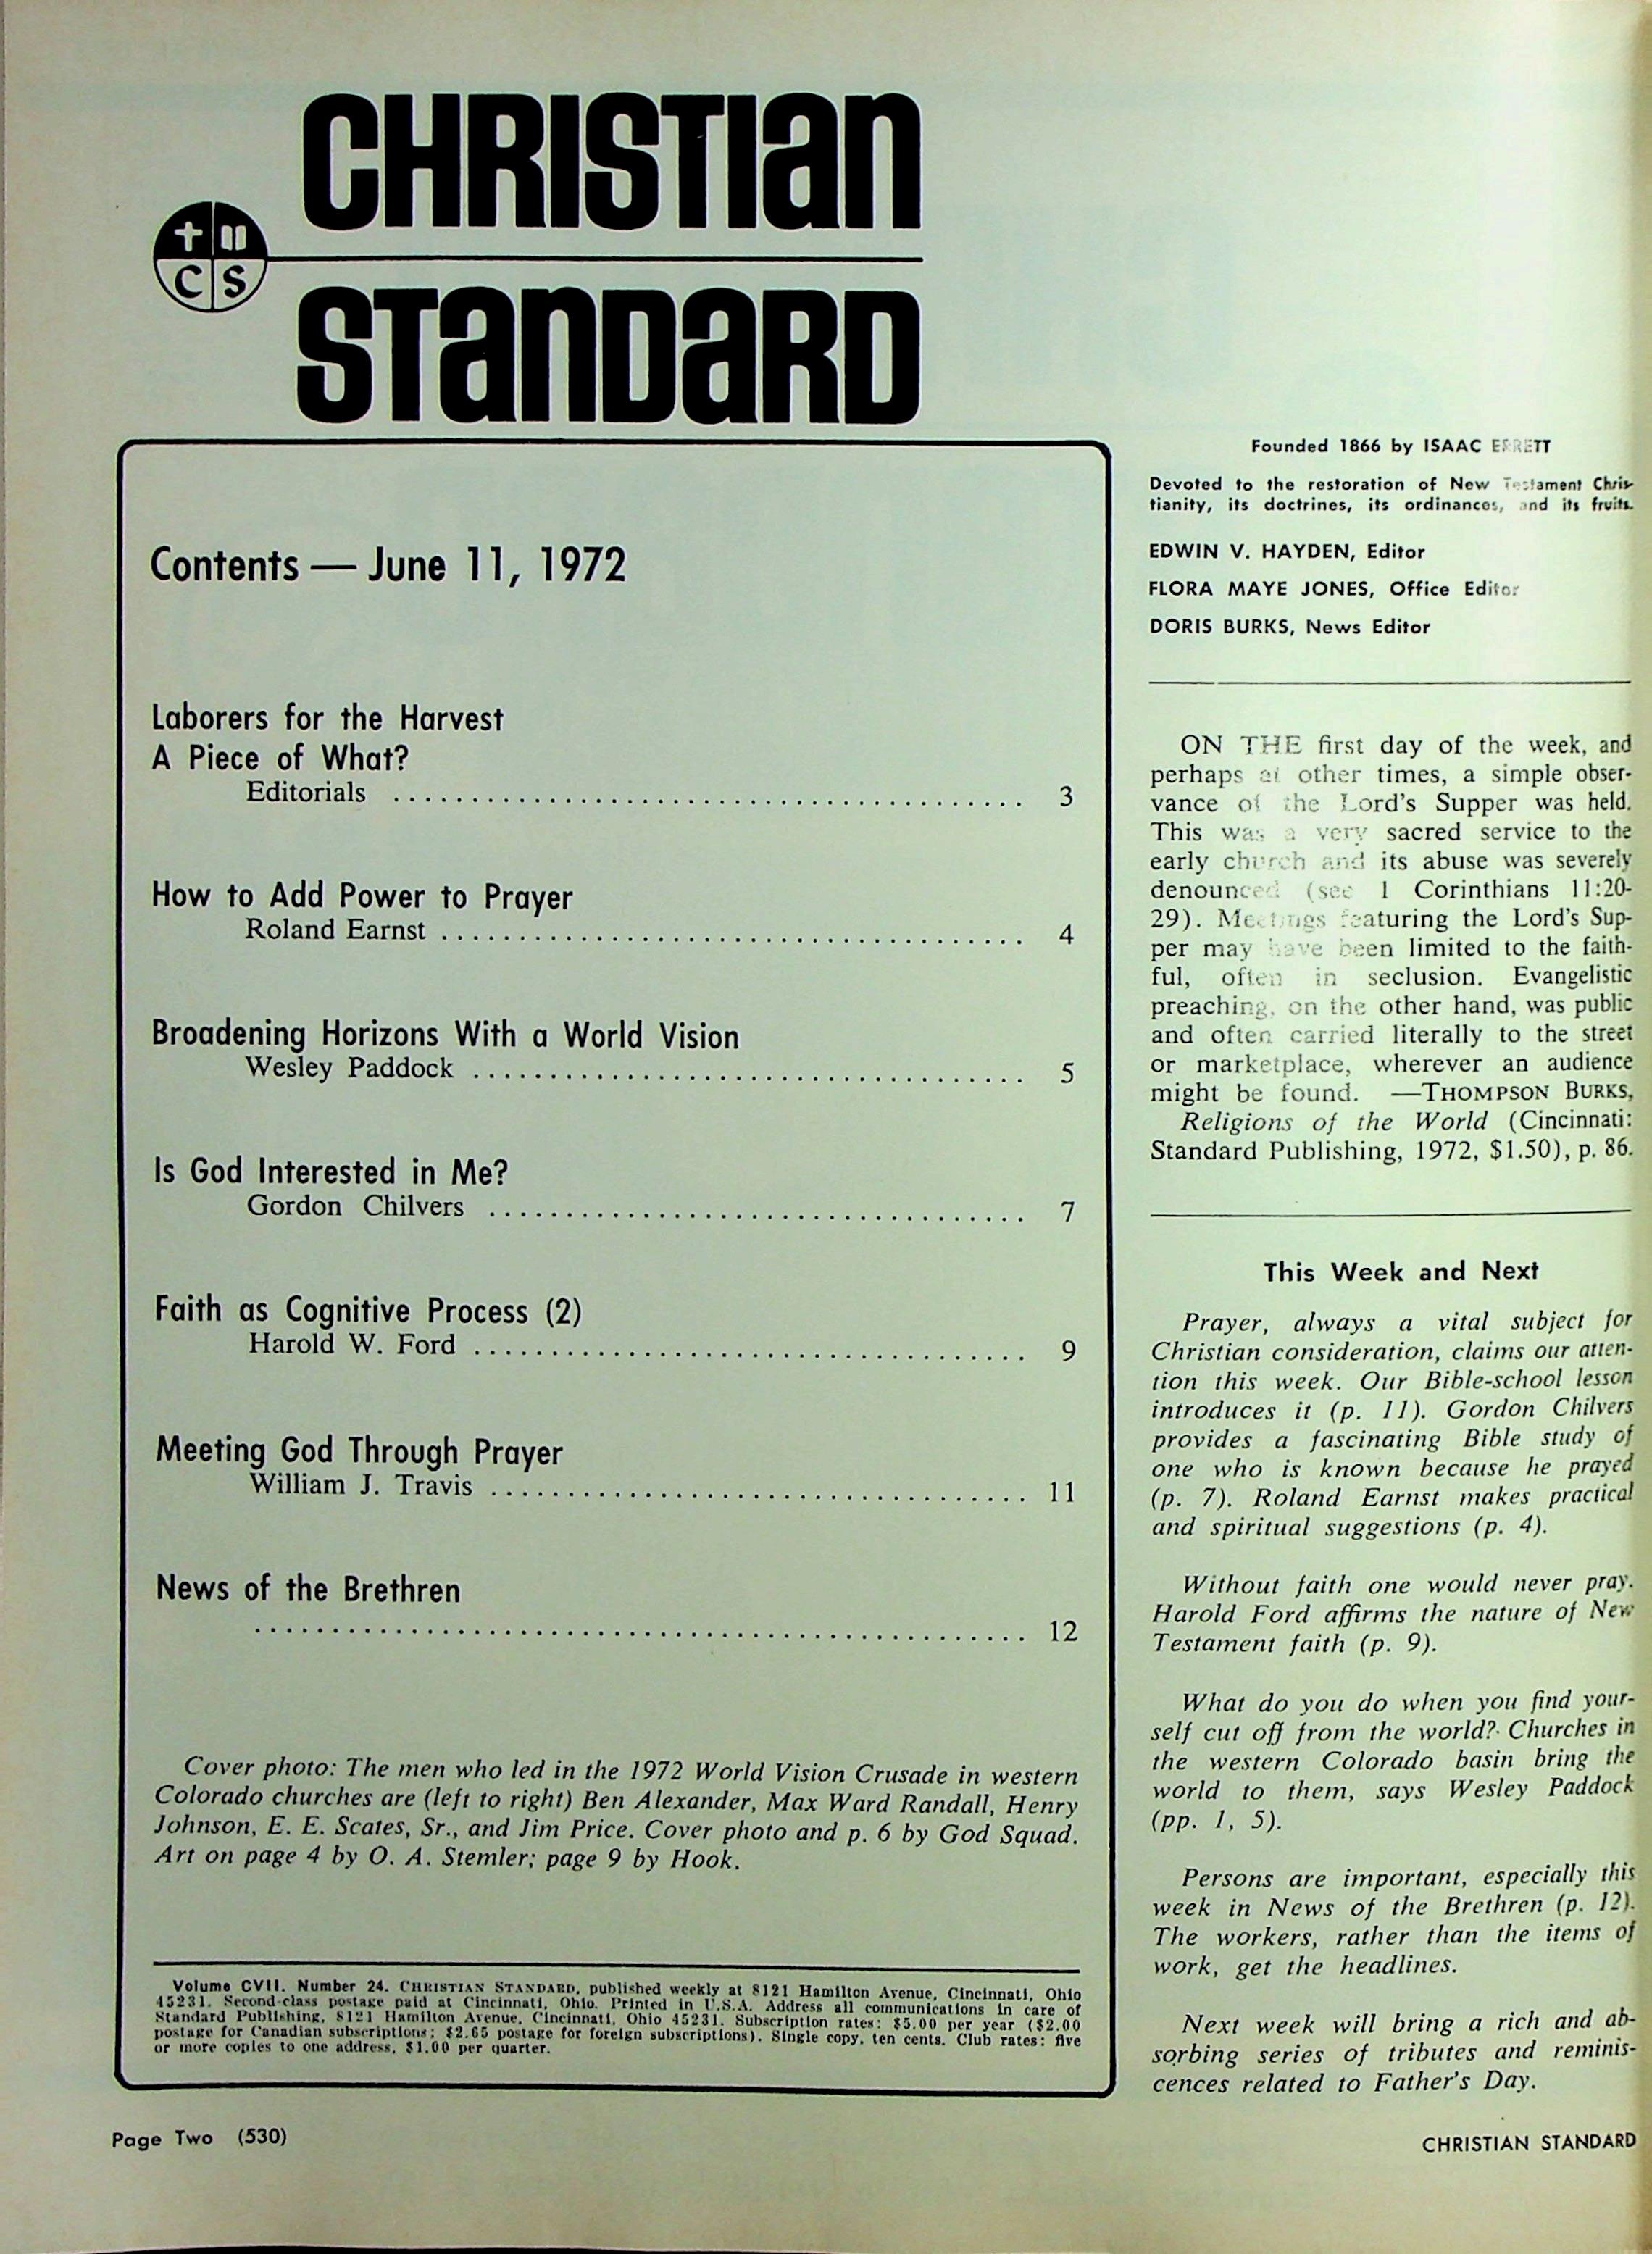 CHRISTIAN
STANDARD
C S
Contents — June 11, 1972
Laborers for the Harvest
A Piece of What?
Editorials ........................................ 3
How to Add Power to Prayer
Roland Earnst ..................................... 4
Broadening Horizons With a World Vision
Wesley Paddock ................................... 5
Is God Interested in Me?
Gordon Chilvers .................................. 7
Faith as Cognitive Process (2)
Harold W. Ford ................................... 9
Meeting God Through Prayer
William J. Travis .................................. 11
News of the Brethren
................................................. 12
Cover photo: The men who led in the 1972 World Vision Crusade in western
Colorado churches are (left to right) Ben Alexander, Max Ward Randall, Henry
Johnson, E. E. Scates, Sr., and Jim Price. Cover photo and p. 6 by God Squad.
Art on page 4 by O. A. Stemler; page 9 by Hook.
Volume CVII. Number 24. CHRISTIAN STANDARD, published weekly at 8121 Hamilton Avenue, Cincinnati, Ohio
45231. Second-class postage paid at Cincinnati, Ohio. Printed in U.S.A. Address all communications in care of
Standard Publishing, 8121 Hamilton Avenue, Cincinnati, Ohio 45231. Subscription rates: $5.00 per year ($2.00
postage for Canadian subscriptions; $2.65 postage for foreign subscriptions). Single copy, ten cents. Club rates: five
or more copies to one address, $1.00 per quarter.
Founded 1866 by ISAAC ERRETT
Devoted to the restoration of New Testament Chris-
tianity, its doctrines, its ordinances, and its fruits.
EDWIN V. HAYDEN, Editor
FLORA MAYE JONES, Office Editor
DORIS BURKS, News Editor
ON THE first day of the week, and
perhaps at other times, a simple obser-
vance of the Lord's Supper was held.
This was a very sacred service to the
early church and its abuse was severely
denounced (see 1 Corinthians 11:20-
29). Meetings featuring the Lord's Sup-
per may have been limited to the faith-
ful, often in seclusion. Evangelistic
preaching, on the other hand, was public
and often carried literally to the street
or marketplace, wherever an audience
might be found. —THOMPSON BURKS,
Religions of the World (Cincinnati:
Standard Publishing, 1972, $1.50), p. 86.
This Week and Next
Prayer, always a vital subject for
Christian consideration, claims our atten-
tion this week. Our Bible-school lesson
introduces it (p. 11). Gordon Chilvers
provides a fascinating Bible study of
one who is known because he prayed
(p. 7). Roland Earnst makes practical
and spiritual suggestions (p. 4).
Without faith one would never pray.
Harold Ford affirms the nature of New
Testament faith (p. 9).
What do you do when you find your-
self cut off from the world? Churches in
the western Colorado basin bring the
world to them, says Wesley Paddock
(pp. 1, 5).
Persons are important, especially this
week in News of the Brethren (p. 12).
The workers, rather than the items of
work, get the headlines.
Next week will bring a rich and ab-
sorbing series of tributes and reminis-
cences related to Father's Day.
Page Two (530)
CHRISTIAN STANDARD